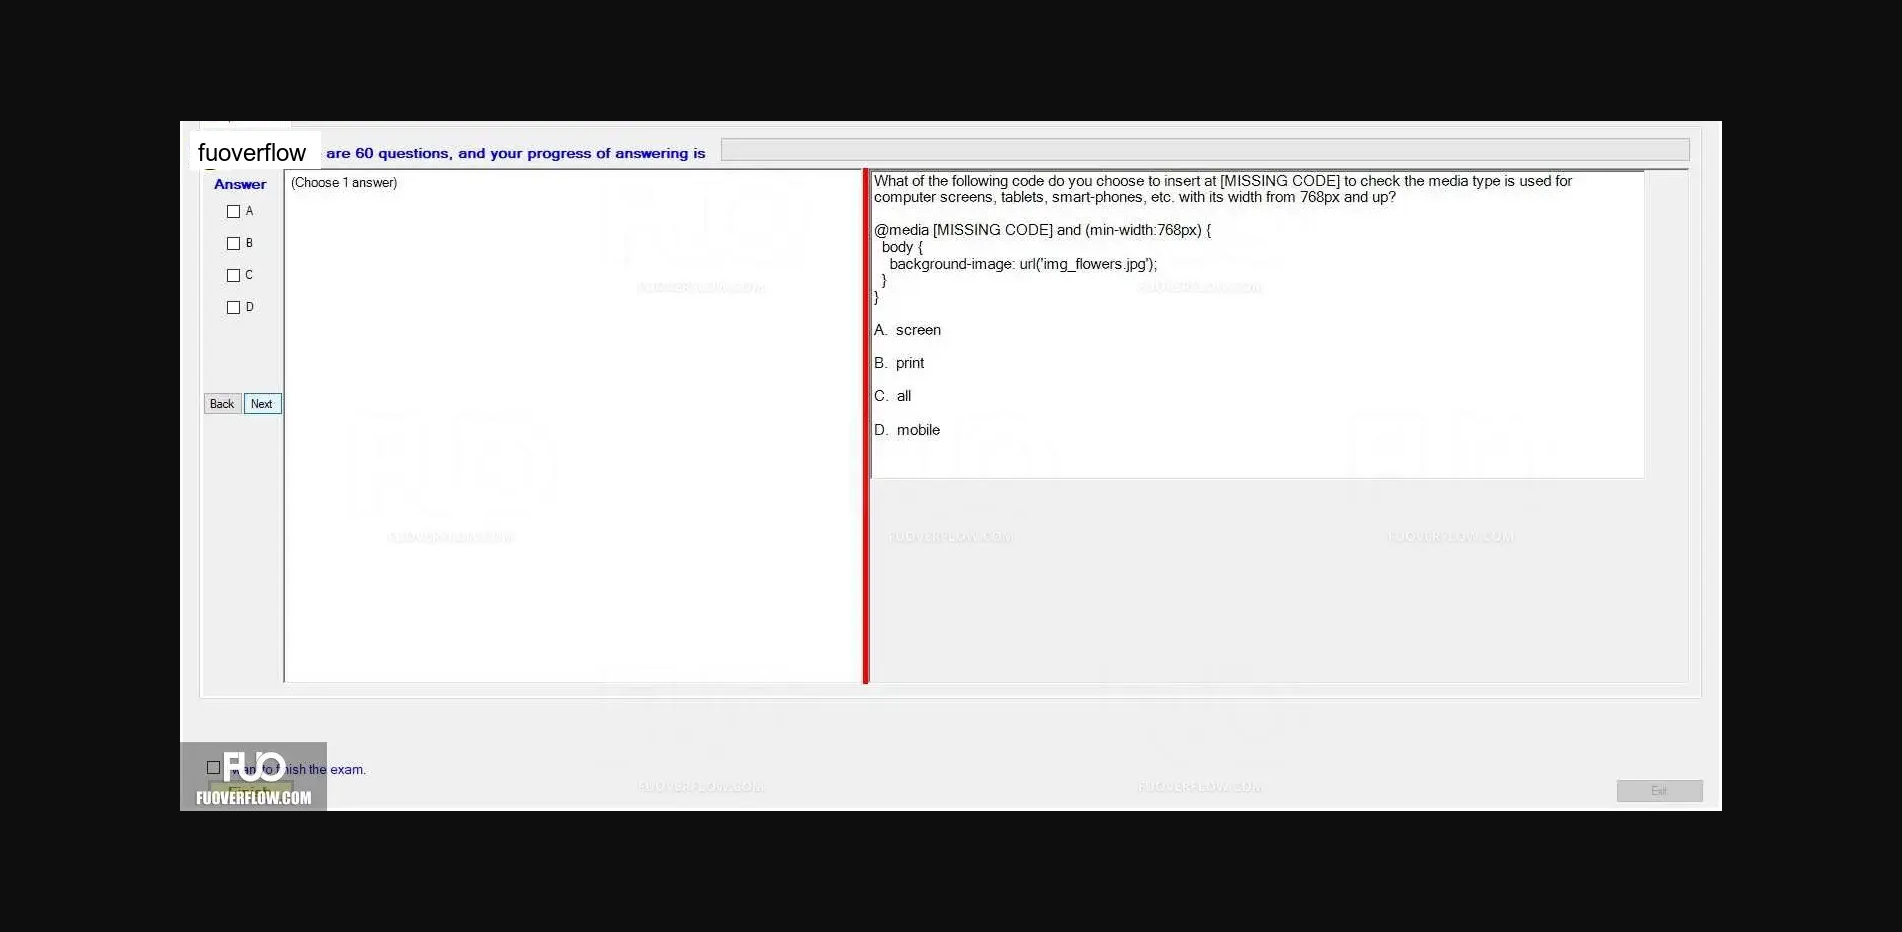 fuoverflow are 60 questions, and your progress of answering is
Answer
(Choose 1 answer)
A
B
C
D
Back Next
What of the following code do you choose to insert at [MISSING CODE] to check the media type is used for
computer screens, tablets, smart-phones, etc. with its width from 768px and up?
@media [MISSING CODE] and (min-width:768px) {
body {
background-image: url('img_flowers.jpg');
}
}
A. screen
B. print
C. all
D. mobile
FUOVERFLOW.COM
FUOVERFLOW.COM
FUOVERFLOW.COM
FUOVERFLOW.COM
FUOVERFLOW.COM
FUOVERFLOW.COM
FUOVERFLOW.COM
FUO
want to finish the exam.
Finish
FUOVERFLOW.COM
Exit